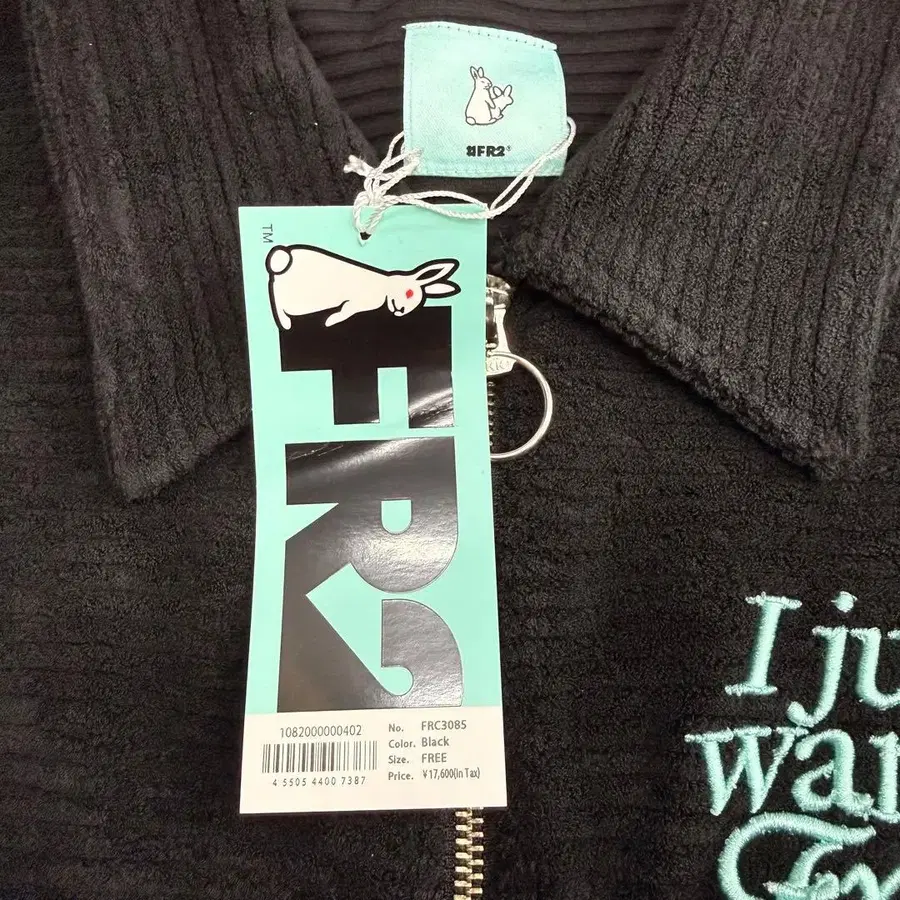 #FR2®
TM
FR2
1082000000402
4 5505 4400 7387
No. FRC3085
Color. Black
Size. FREE
Price. ¥17,600(in Tax)
I ju
wan